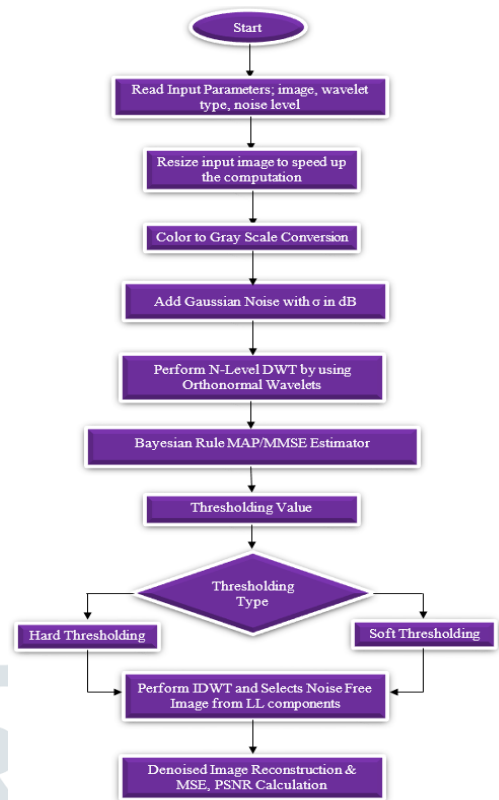 Start
Read Input Parameters; image, wavelet
type, noise level
Resize input image to speed up
the computation
Color to Gray Scale Conversion
Add Gaussian Noise with σ in dB
Perform N-Level DWT by using
Orthonormal Wavelets
Bayesian Rule MAP/MMSE Estimator
Thresholding Value
Thresholding
Type
Hard Thresholding
Soft Thresholding
Perform IDWT and Selects Noise Free
Image from LL components
Denoised Image Reconstruction &
MSE, PSNR Calculation